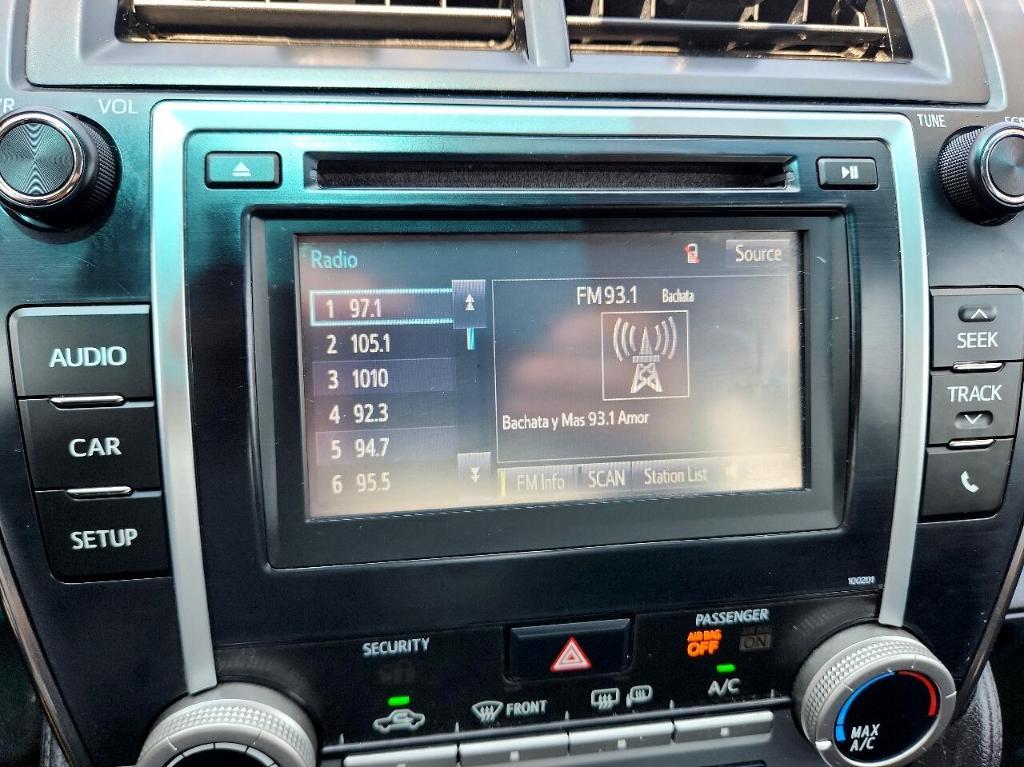 VOL
TUNE
Radio
Source
1 97.1
2 105.1
3 1010
4 92.3
5 94.7
6 95.5
FM 93.1 Bachata
Bachata y Mas 93.1 Amor
FM Info
SCAN
Station List
AUDIO
CAR
SETUP
SEEK
TRACK
100201
SECURITY
PASSENGER
AIR BAG
OFF
ON
FRONT
A/C
MAX
A/C